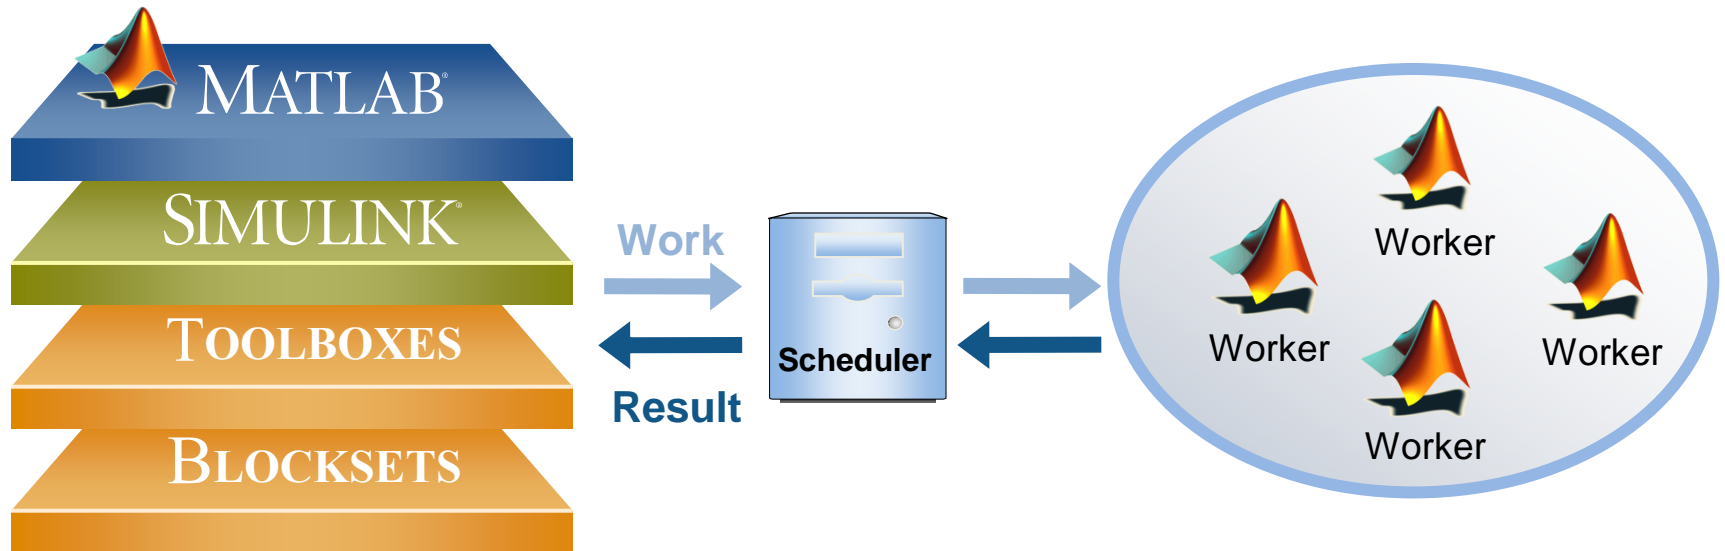 MATLAB®
SIMULINK®
TOOLBOXES
BLOCKSETS
Work
Result
Scheduler
Worker
Worker
Worker
Worker